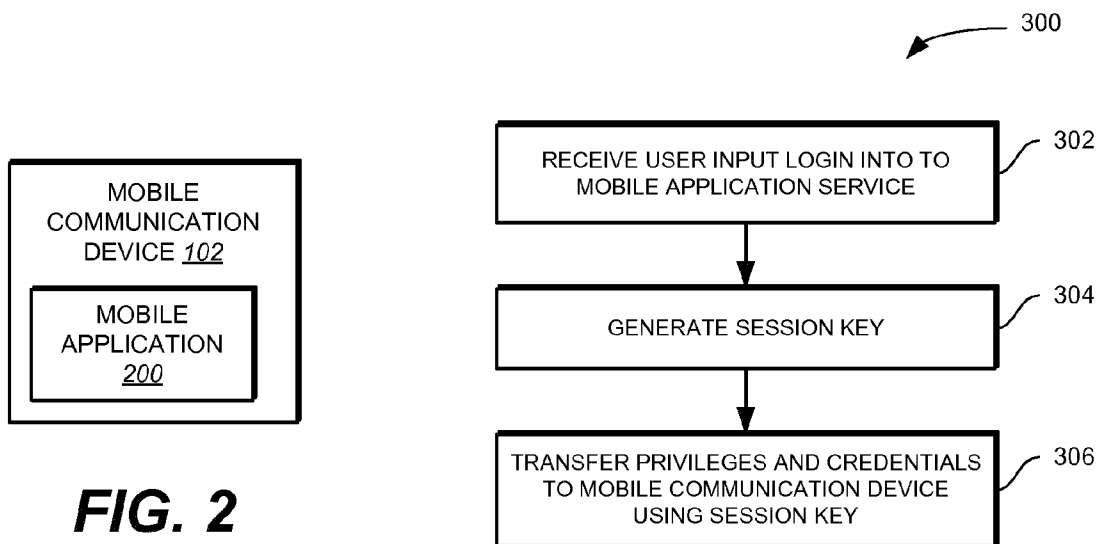 300
MOBILE
COMMUNICATION
DEVICE 102
MOBILE
APPLICATION
200
FIG. 2
RECEIVE USER INPUT LOGIN INTO TO
MOBILE APPLICATION SERVICE
302
GENERATE SESSION KEY
304
TRANSFER PRIVILEGES AND CREDENTIALS
TO MOBILE COMMUNICATION DEVICE
USING SESSION KEY
306